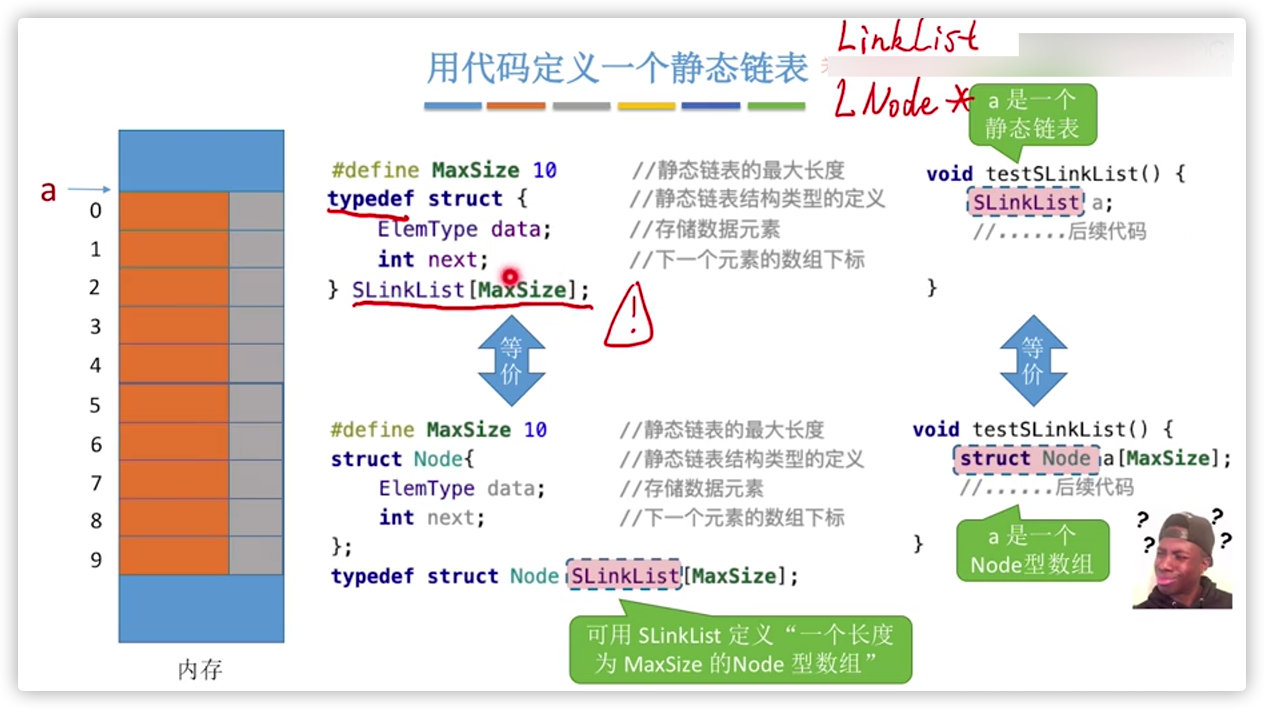 LinkList
用代码定义一个静态链表
LNode *
a 是一个
静态链表
a
0
1
2
3
4
5
6
7
8
9
内存
#define MaxSize 10 //静态链表的最大长度
typedef struct { //静态链表结构类型的定义
ElemType data; //存储数据元素
int next; //下一个元素的数组下标
} SLinkList[MaxSize];
!
void testSLinkList() {
SLinkList a;
//......后续代码
}
等
价
等
价
#define MaxSize 10 //静态链表的最大长度
struct Node{ //静态链表结构类型的定义
ElemType data; //存储数据元素
int next; //下一个元素的数组下标
};
typedef struct Node SLinkList[MaxSize];
可用 SLinkList 定义“一个长度
为 MaxSize 的Node 型数组”
void testSLinkList() {
struct Node a[MaxSize];
//......后续代码
}
a 是一个
Node型数组
? ?
? ?